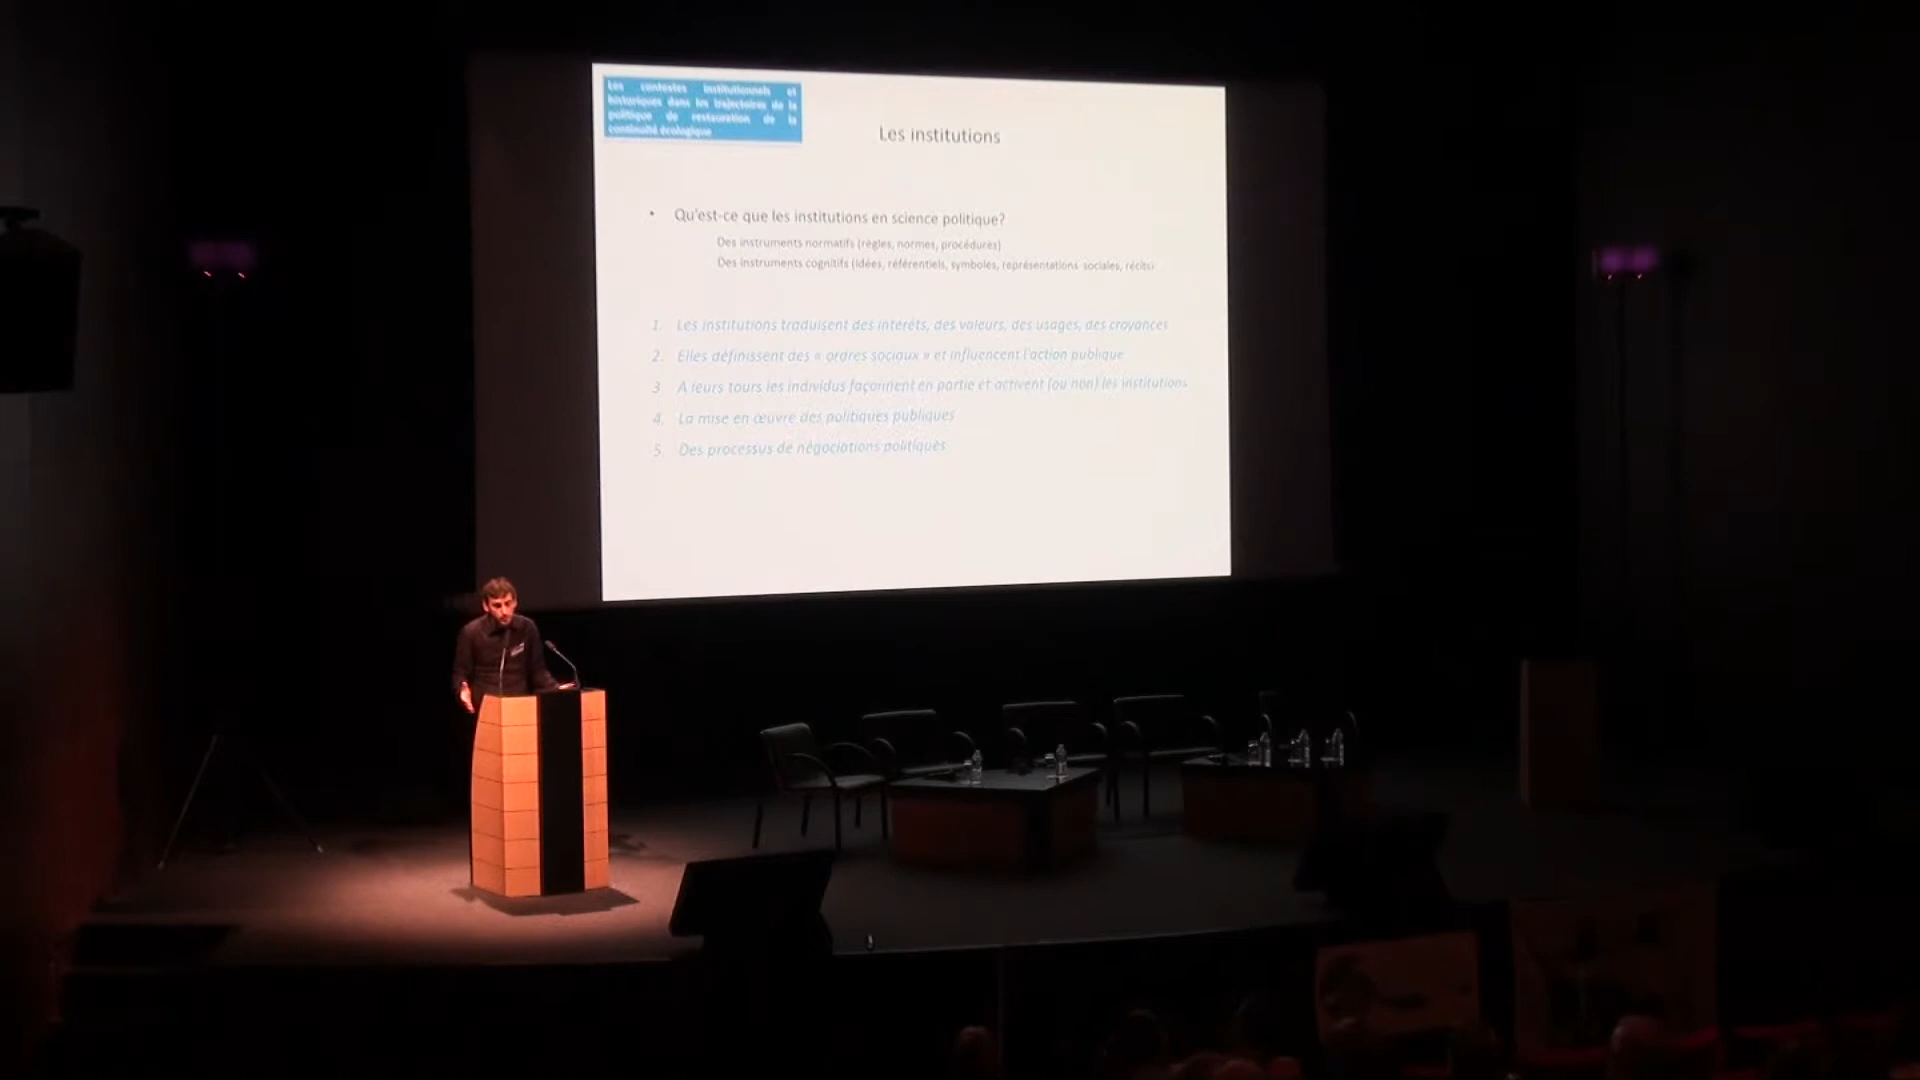 Les contextes institutionnels et
historiques dans les trajectoires de la
politique de restauration de la
continuité écologique
Les institutions
• Qu'est-ce que les institutions en science politique?
Des instruments normatifs (règles, normes, procédures)
Des instruments cognitifs (idées, référentiels, symboles, représentations sociales, récits)
1. Les institutions traduisent des intérêts, des valeurs, des usages, des croyances
2. Elles définissent des « ordres sociaux » et influencent l'action publique
3 A leurs tours les individus façonnent en partie et activent (ou non) les institutions
4. La mise en œuvre des politiques publiques
5. Des processus de négociations politiques